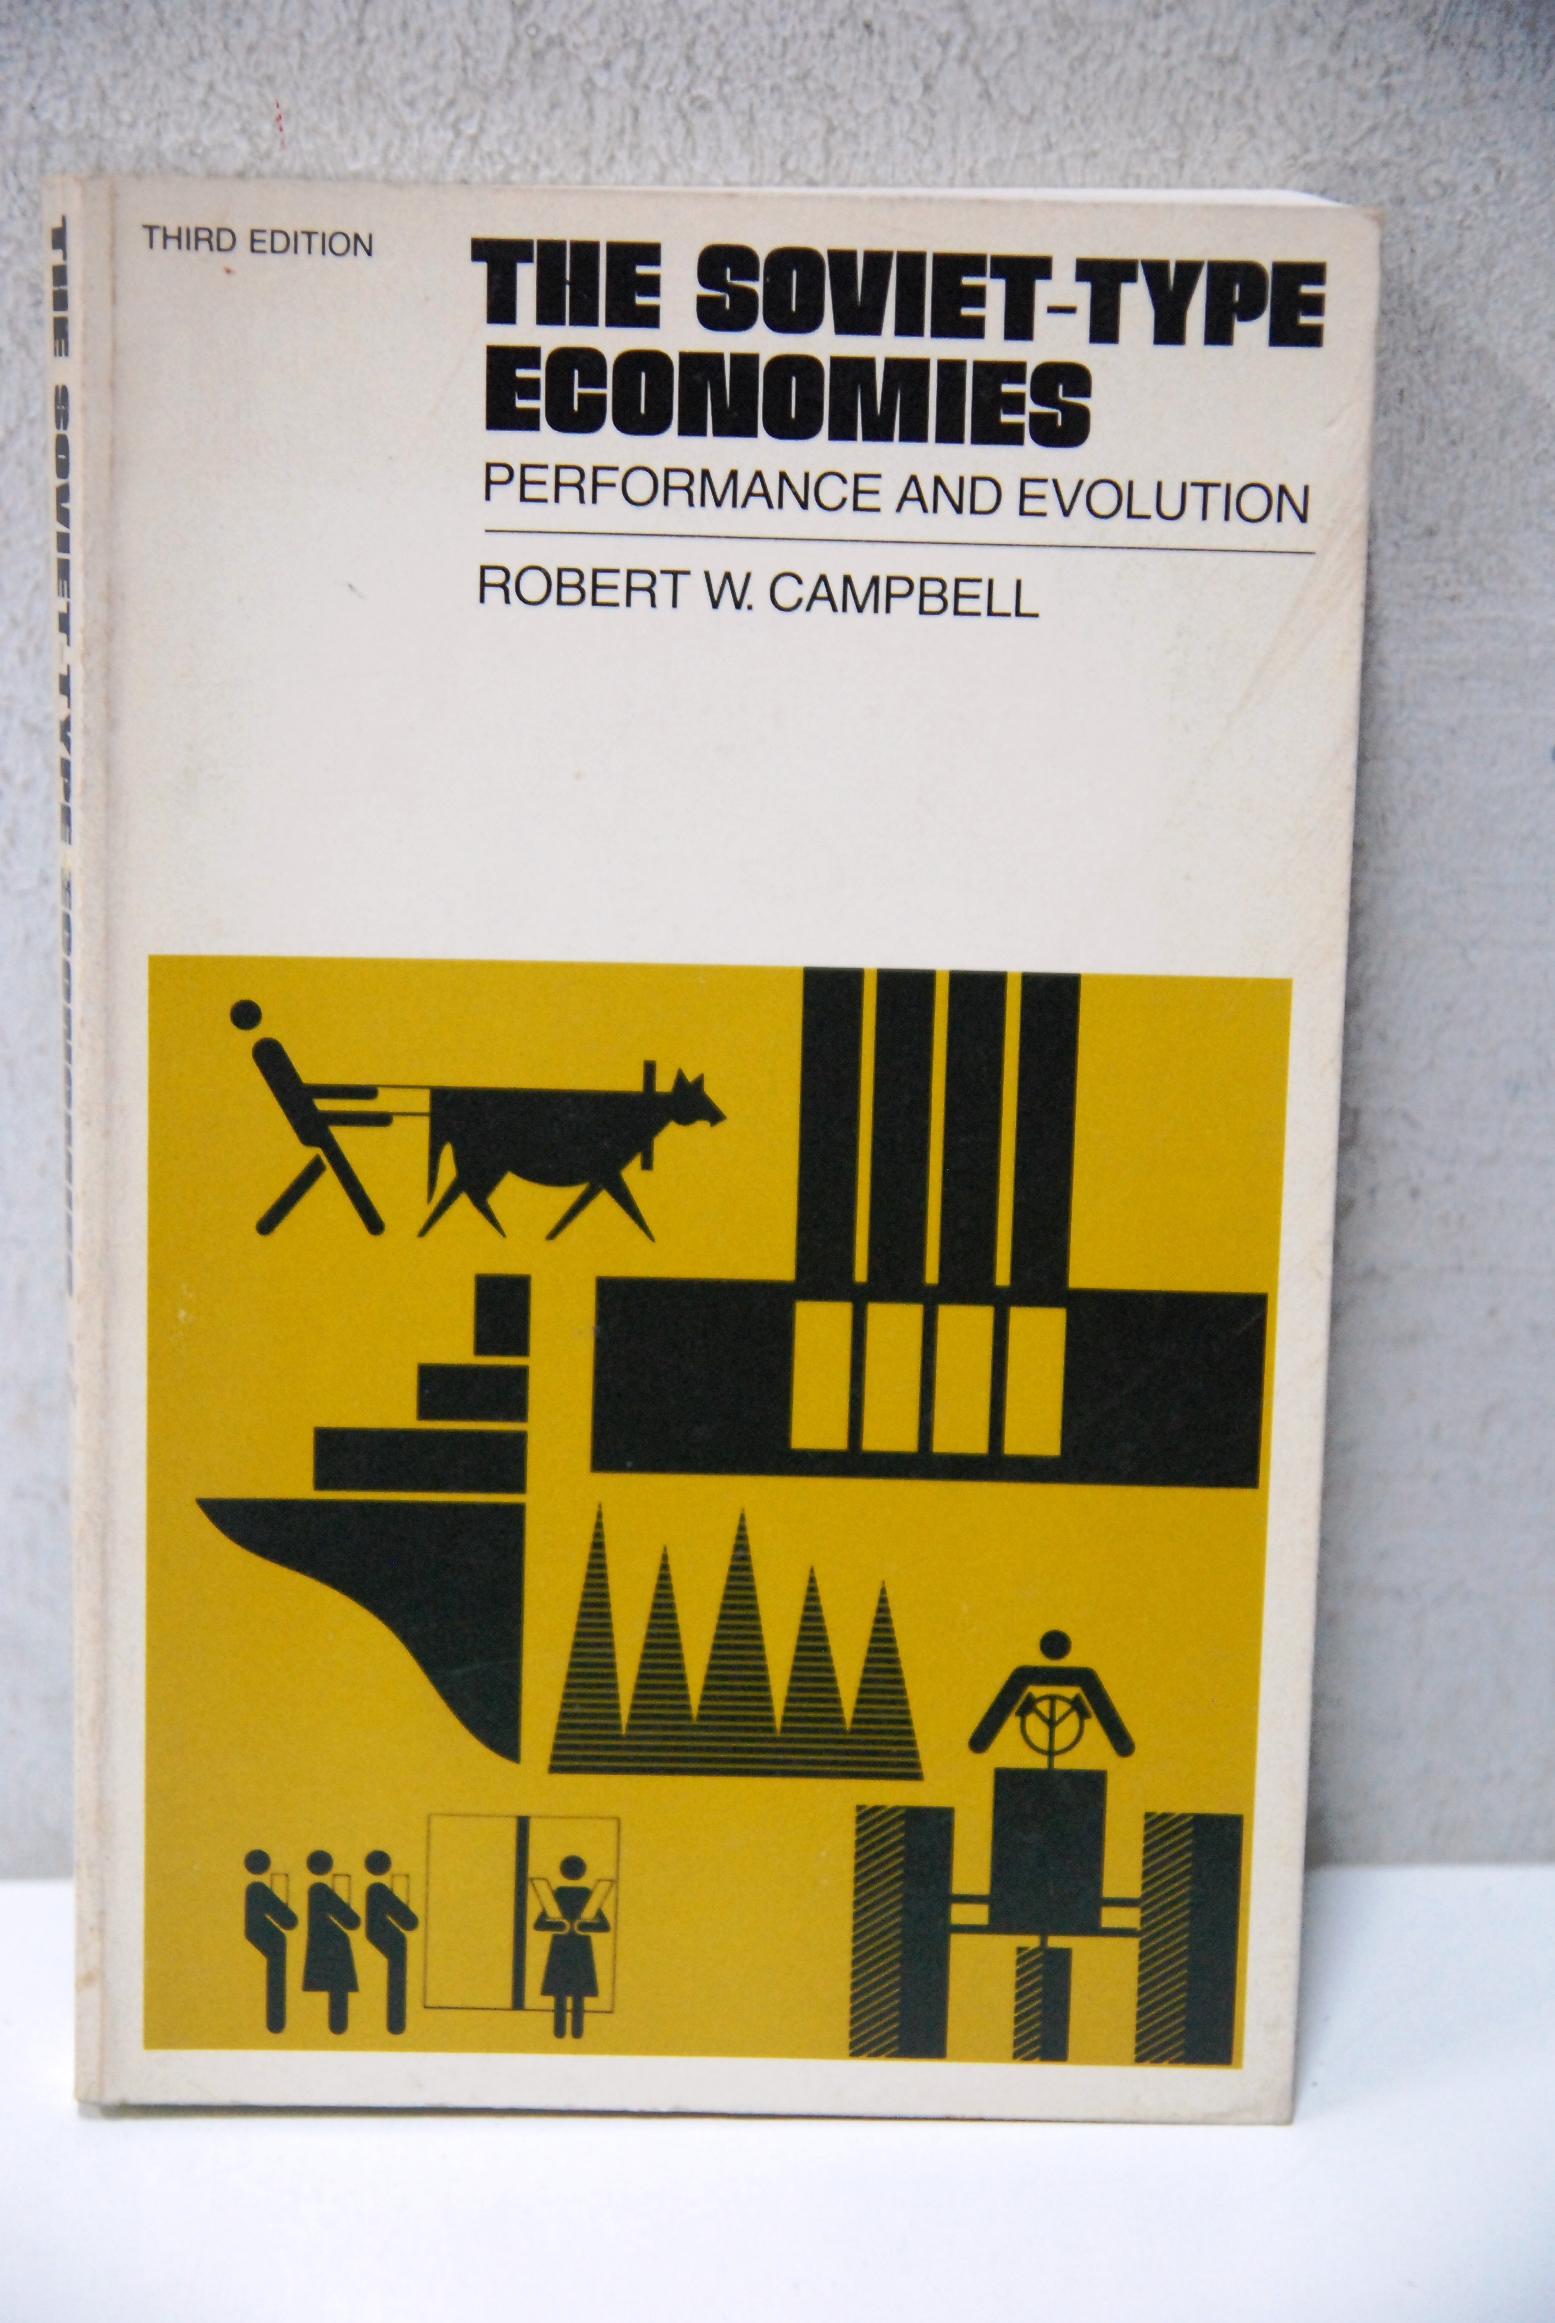 THIRD EDITION
THE SOVIET-TYPE
ECONOMIES
PERFORMANCE AND EVOLUTION
ROBERT W. CAMPBELL
THE SOVIET-TYPE ECONOMIES